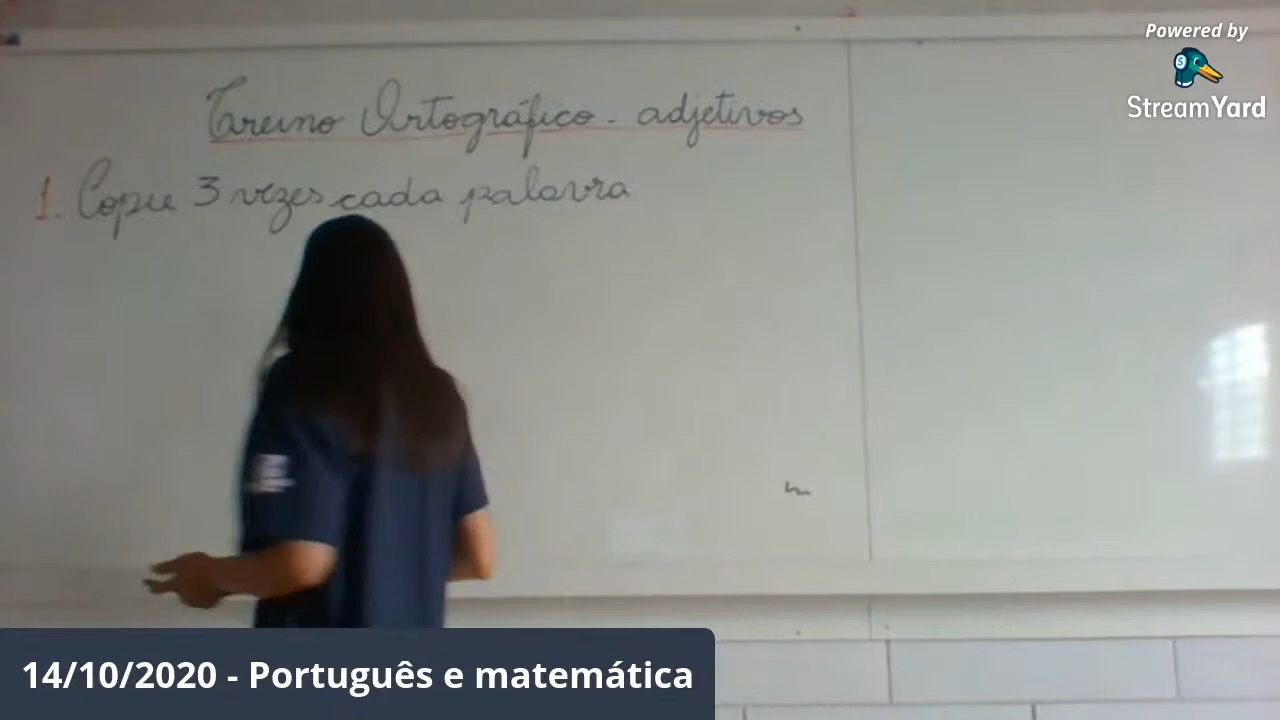 Powered by
StreamYard
Treino Ortográfico - adjetivos
1. Copie 3 vezes cada palavra
14/10/2020 - Português e matemática